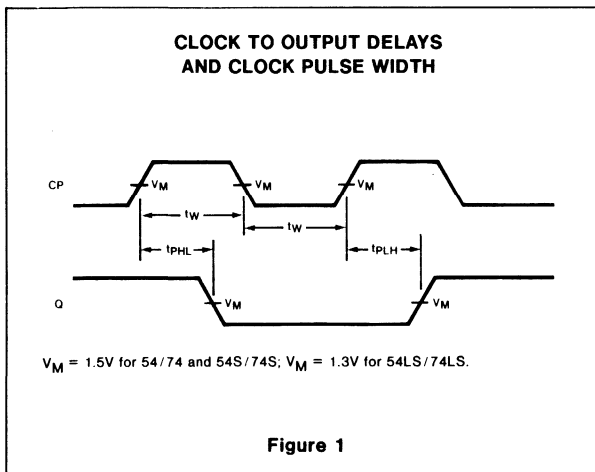 CLOCK TO OUTPUT DELAYS
AND CLOCK PULSE WIDTH
CP
VM
VM
VM
tW
tW
tPHL
tPLH
Q
VM
VM
VM = 1.5V for 54/74 and 54S/74S; VM = 1.3V for 54LS/74LS.
Figure 1